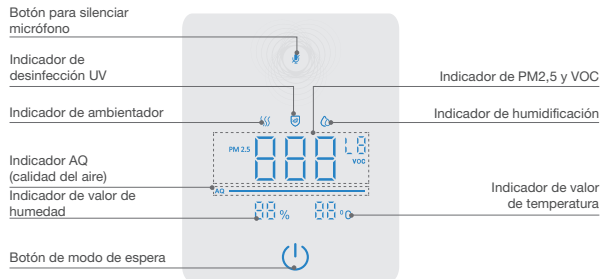 Botón para silenciar
micrófono
Indicador de
desinfección UV
Indicador de PM2,5 y VOC
Indicador de ambientador
Indicador de humidificación
PM 2.5
888
L8
VOC
Indicador AQ
(calidad del aire)
AQ
Indicador de valor de
humedad
88 %
88 °C
Indicador de valor
de temperatura
Botón de modo de espera